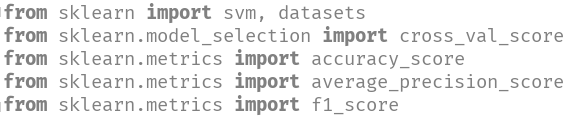 from sklearn import svm, datasets
from sklearn.model_selection import cross_val_score
from sklearn.metrics import accuracy_score
from sklearn.metrics import average_precision_score
from sklearn.metrics import f1_score